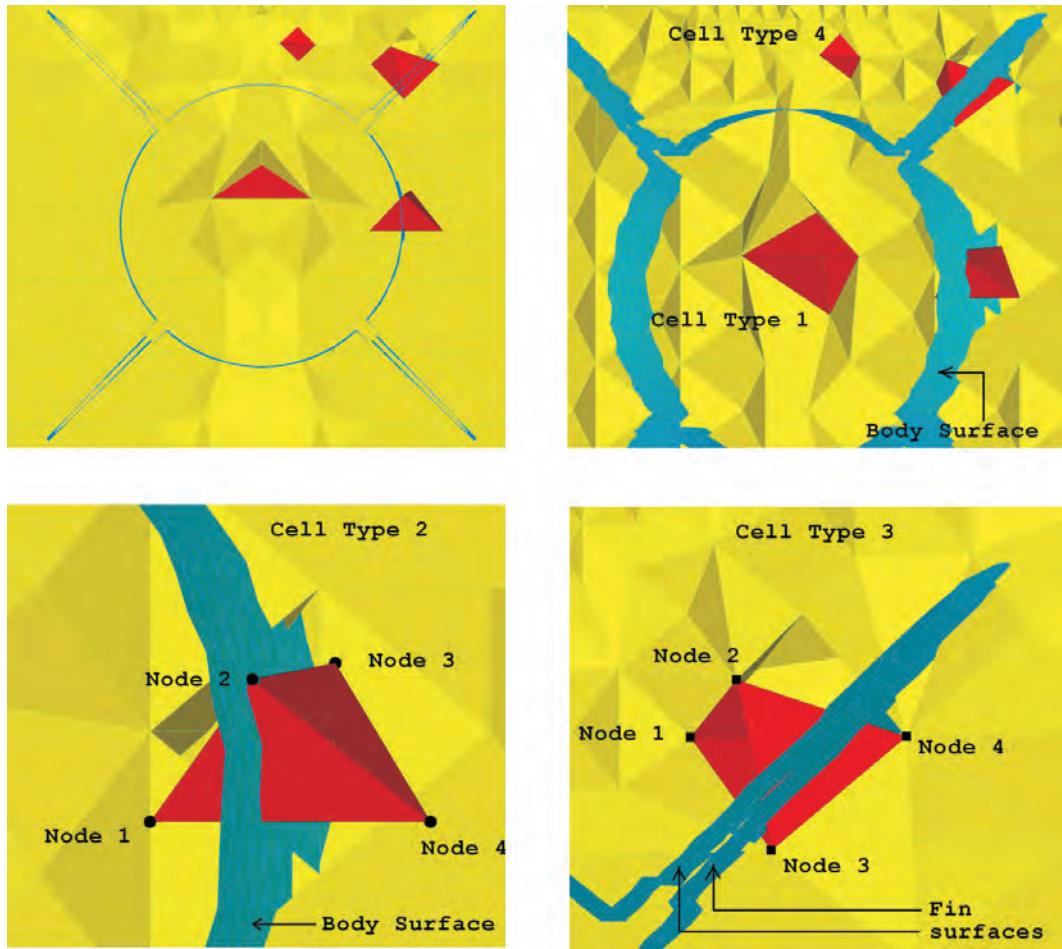 Cell Type 4
Cell Type 1
Body Surface
Cell Type 2
Node 2
Node 3
Node 1
Node 4
Body Surface
Cell Type 3
Node 2
Node 1
Node 4
Node 3
Fin
surfaces